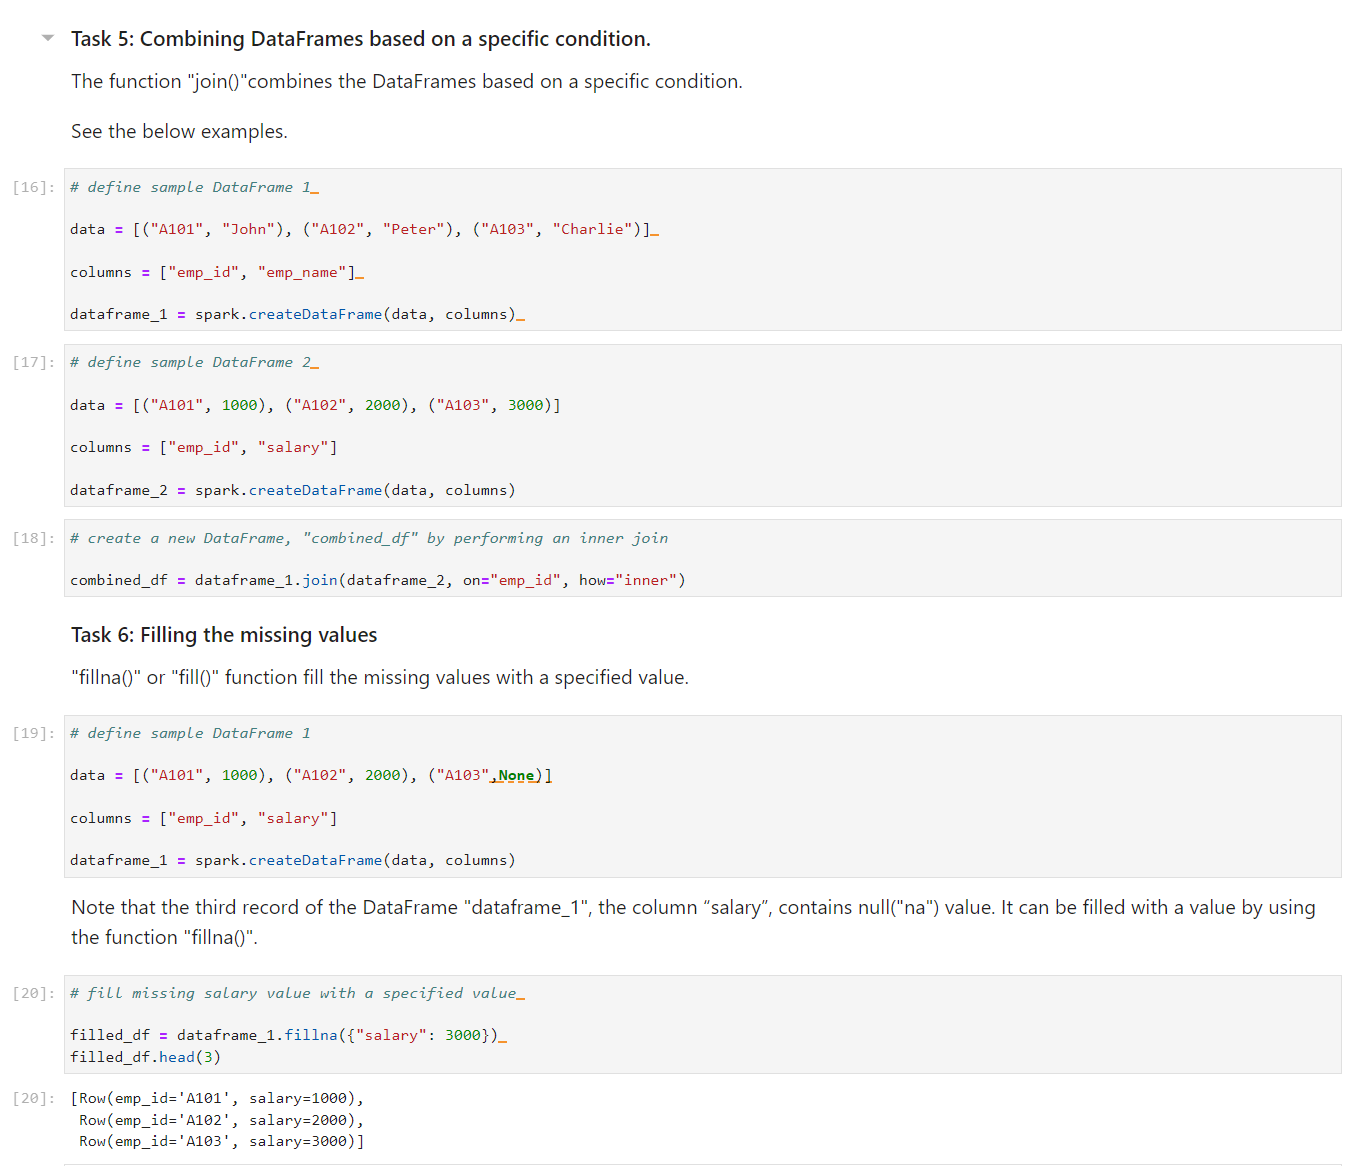 Task 5: Combining DataFrames based on a specific condition.
The function "join()"combines the DataFrames based on a specific condition.
See the below examples.
[16]: # define sample DataFrame 1
data = [("A101", "John"), ("A102", "Peter"), ("A103", "Charlie")]
columns = ["emp_id", "emp_name"]
dataframe_1 = spark.createDataFrame(data, columns)
[17]: # define sample DataFrame 2
data = [("A101", 1000), ("A102", 2000), ("A103", 3000)]
columns = ["emp_id", "salary"]
dataframe_2 = spark.createDataFrame(data, columns)
[18]: # create a new DataFrame, "combined_df" by performing an inner join
combined_df = dataframe_1.join(dataframe_2, on="emp_id", how="inner")
Task 6: Filling the missing values
"fillna()" or "fill()" function fill the missing values with a specified value.
[19]: # define sample DataFrame 1
data = [("A101", 1000), ("A102", 2000), ("A103",None)]
columns = ["emp_id", "salary"]
dataframe_1 = spark.createDataFrame(data, columns)
Note that the third record of the DataFrame "dataframe_1", the column “salary”, contains null("na") value. It can be filled with a value by using
the function "fillna()".
[20]: # fill missing salary value with a specified value
filled_df = dataframe_1.fillna({"salary": 3000})
filled_df.head(3)
[20]: [Row(emp_id='A101', salary=1000),
Row(emp_id='A102', salary=2000),
Row(emp_id='A103', salary=3000)]